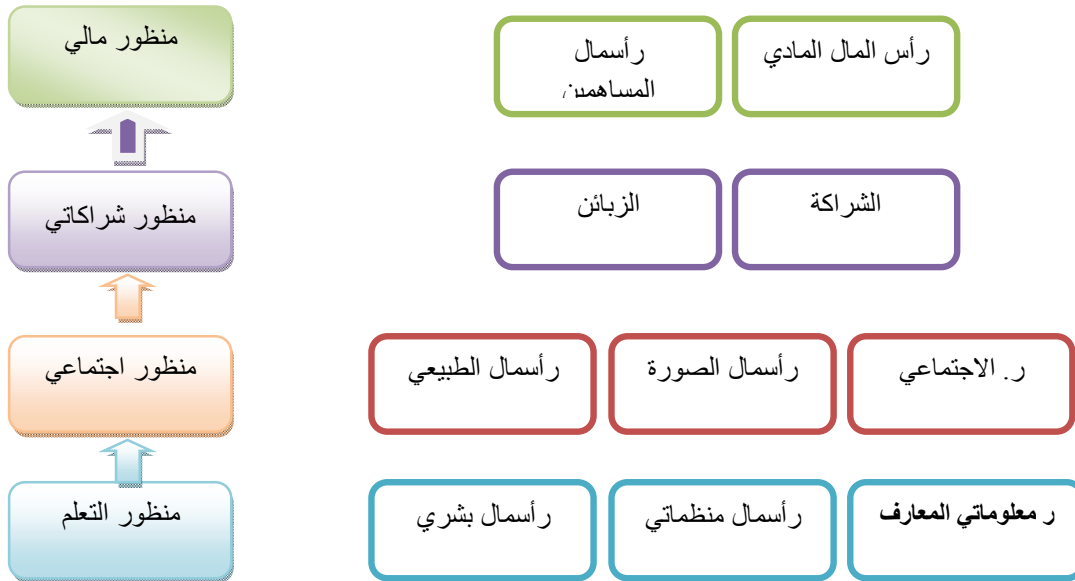 منظور مالي
رأس المال المادي
رأسمال
المساهمين
منظور شراكاتي
الشراكة
الزبائن
منظور اجتماعي
ر. الاجتماعي
رأسمال الصورة
رأسمال الطبيعي
منظور التعلم
ر معلوماتي المعارف
رأسمال منظماتي
رأسمال بشري